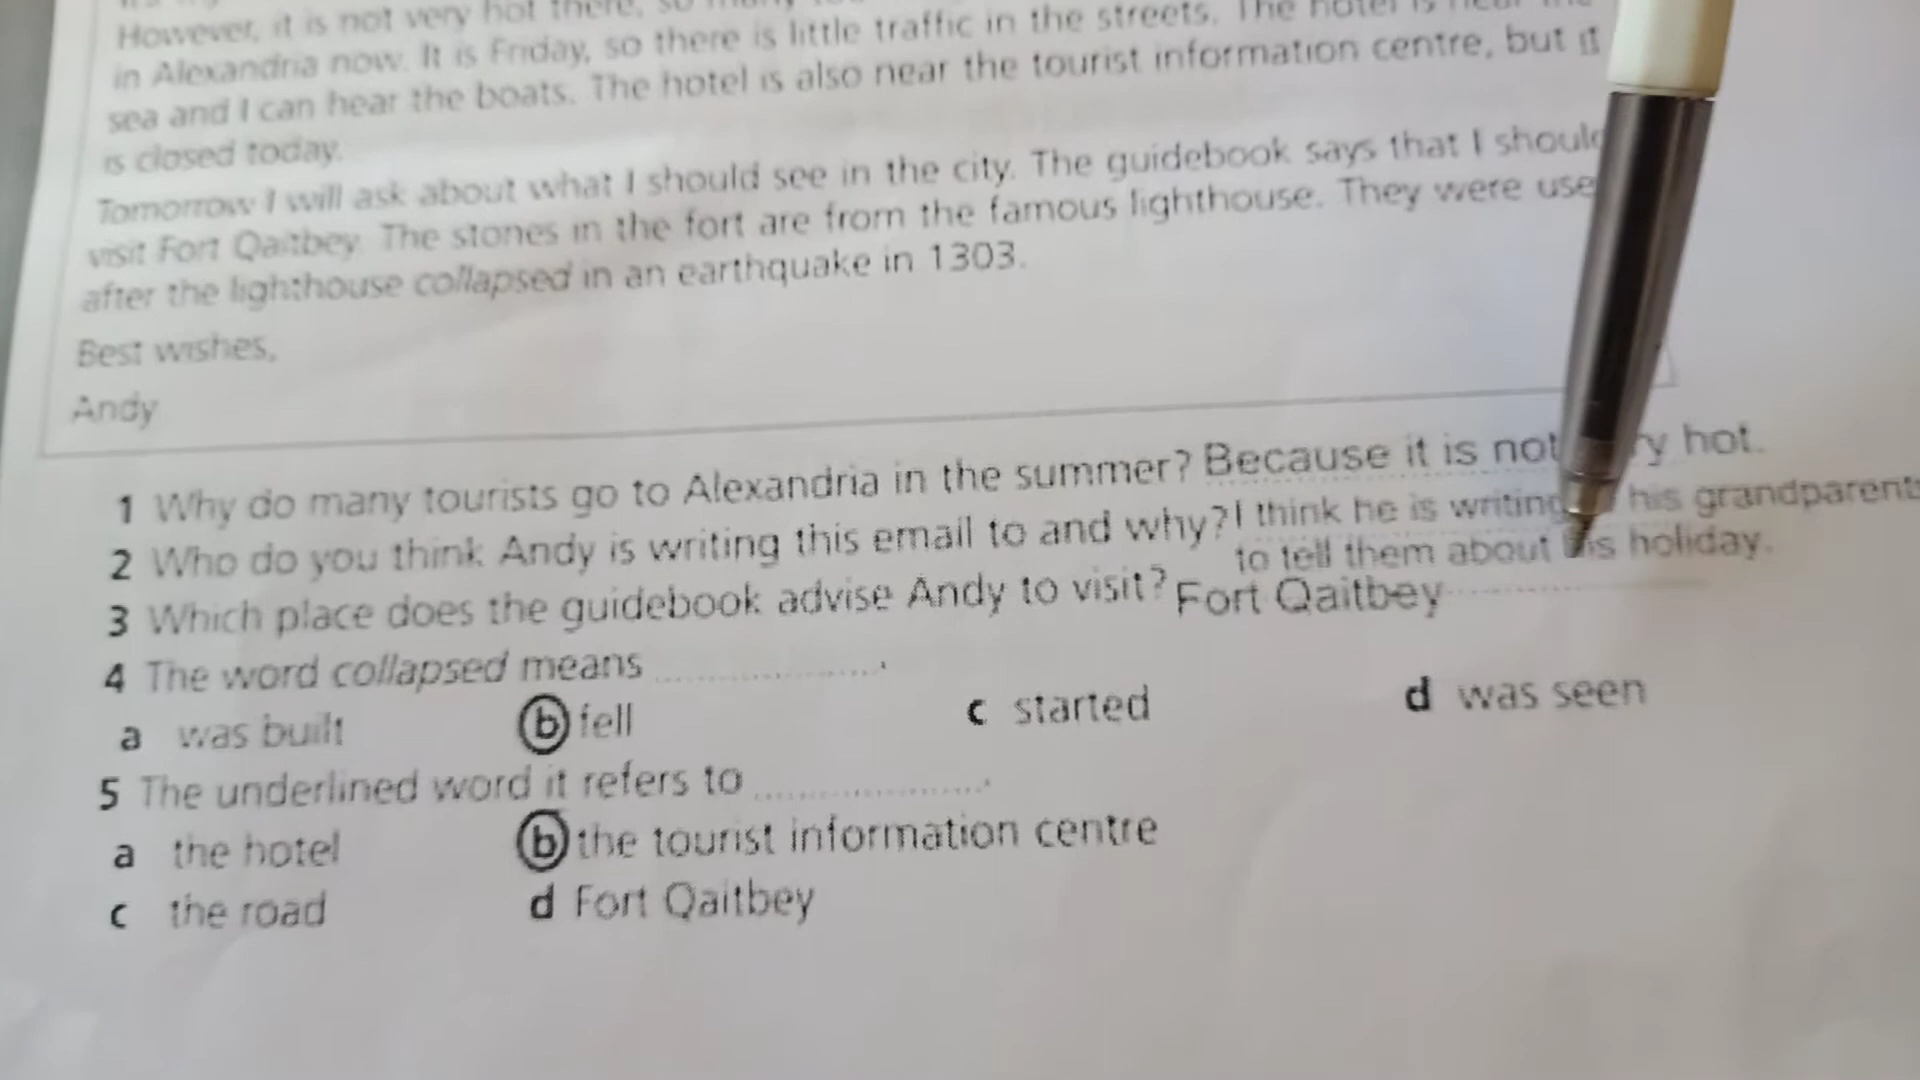 However, it is not very hot there, so many
in Alexandria now. It is Friday, so there is little traffic in the streets. The hotel is near the
sea and I can hear the boats. The hotel is also near the tourist information centre, but it
is closed today.
Tomorrow I will ask about what I should see in the city. The guidebook says that I should
visit Fort Qaitbey. The stones in the fort are from the famous lighthouse. They were use
after the lighthouse collapsed in an earthquake in 1303.
Best wishes,
Andy
1 Why do many tourists go to Alexandria in the summer? Because it is not ry hot.
2 Who do you think Andy is writing this email to and why? I think he is writing his grandparents
to tell them about his holiday.
3 Which place does the guidebook advise Andy to visit? Fort Qaitbey
4 The word collapsed means ....................
a was built b fell c started d was seen
5 The underlined word it refers to ....................
a the hotel b the tourist information centre
c the road d Fort Qaitbey